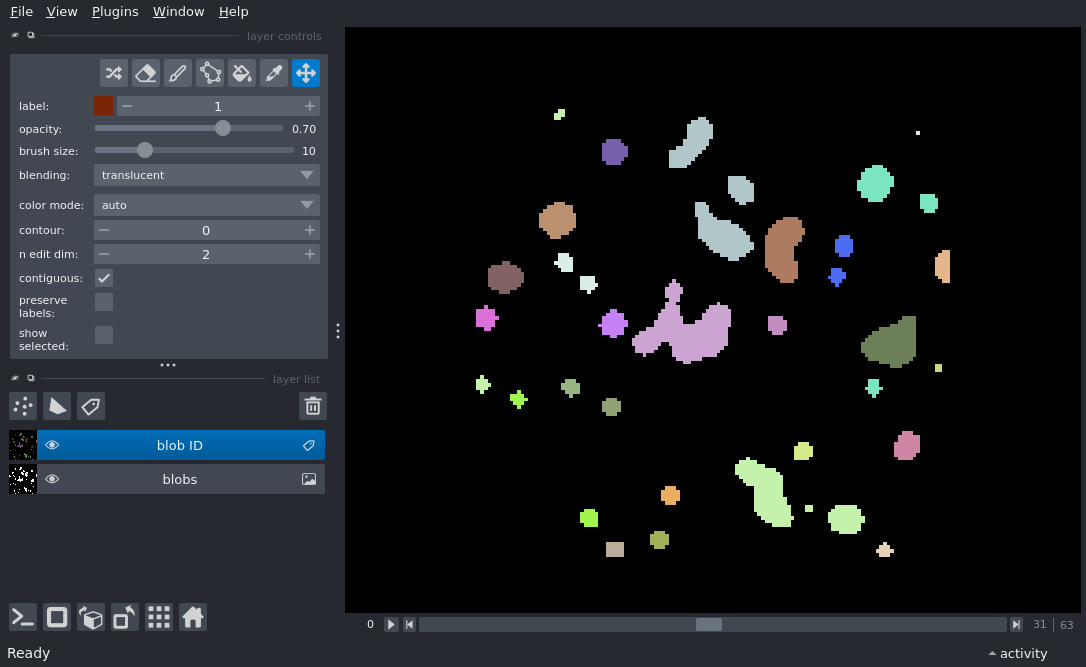 File View Plugins Window Help
layer controls
label: 1
opacity: 0.70
brush size: 10
blending: translucent
color mode: auto
contour: 0
n edit dim: 2
contiguous:
preserve
labels:
show
selected:
layer list
blob ID
blobs
0 31 | 63
Ready activity